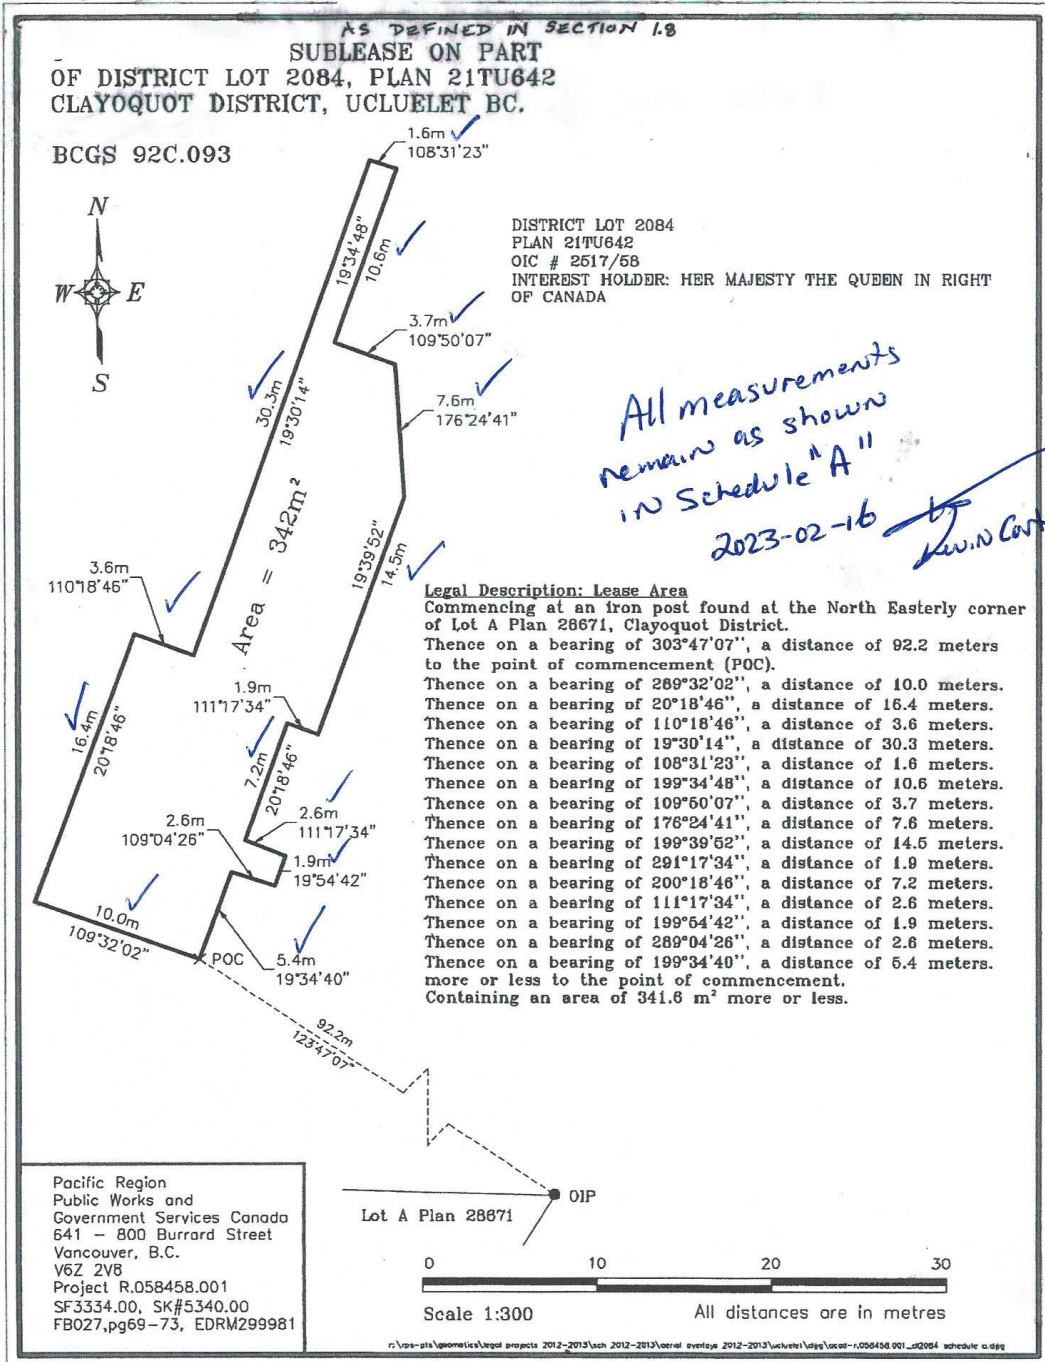 AS DEFINED IN SECTION 1.8
SUBLEASE ON PART
OF DISTRICT LOT 2084, PLAN 21TU642
CLAYOQUOT DISTRICT, UCLUELET BC.
BCGS 92C.093
N
W E
S
1.6m
108°31'23"
19°34'48"
10.6m
DISTRICT LOT 2084
PLAN 21TU642
OIC # 2517/58
INTEREST HOLDER: HER MAJESTY THE QUEEN IN RIGHT
OF CANADA
3.7m
109°50'07"
7.6m
176°24'41"
30.3m
19°30'14"
Area = 342m²
19°39'52"
14.5m
All measurements
remain as shown
in Schedule "A"
2023-02-16
Kevin
3.6m
110°18'46"
16.4m
20°18'46"
1.9m
111°17'34"
7.2m
20°18'46"
2.6m
111°17'34"
2.6m
109°04'26"
1.9m
19°54'42"
10.0m
109°32'02"
POC
5.4m
19°34'40"
92.2m
123°47'07"
Legal Description: Lease Area
Commencing at an iron post found at the North Easterly corner
of Lot A Plan 28671, Clayoquot District.
Thence on a bearing of 303°47'07", a distance of 92.2 meters
to the point of commencement (POC).
Thence on a bearing of 289°32'02", a distance of 10.0 meters.
Thence on a bearing of 20°18'46", a distance of 16.4 meters.
Thence on a bearing of 110°18'46", a distance of 3.6 meters.
Thence on a bearing of 19°30'14", a distance of 30.3 meters.
Thence on a bearing of 108°31'23", a distance of 1.6 meters.
Thence on a bearing of 199°34'48", a distance of 10.6 meters.
Thence on a bearing of 109°50'07", a distance of 3.7 meters.
Thence on a bearing of 176°24'41", a distance of 7.6 meters.
Thence on a bearing of 199°39'52", a distance of 14.5 meters.
Thence on a bearing of 291°17'34", a distance of 1.9 meters.
Thence on a bearing of 200°18'46", a distance of 7.2 meters.
Thence on a bearing of 111°17'34", a distance of 2.6 meters.
Thence on a bearing of 199°54'42", a distance of 1.9 meters.
Thence on a bearing of 289°04'26", a distance of 2.6 meters.
Thence on a bearing of 199°34'40", a distance of 5.4 meters.
more or less to the point of commencement.
Containing an area of 341.6 m² more or less.
OIP
Lot A Plan 28671
Pacific Region
Public Works and
Government Services Canada
641 - 800 Burrard Street
Vancouver, B.C.
V6Z 2V8
Project R.058458.001
SF3334.00, SK#5340.00
FB027,pg69-73, EDRM299981
0 10 20 30
Scale 1:300
All distances are in metres